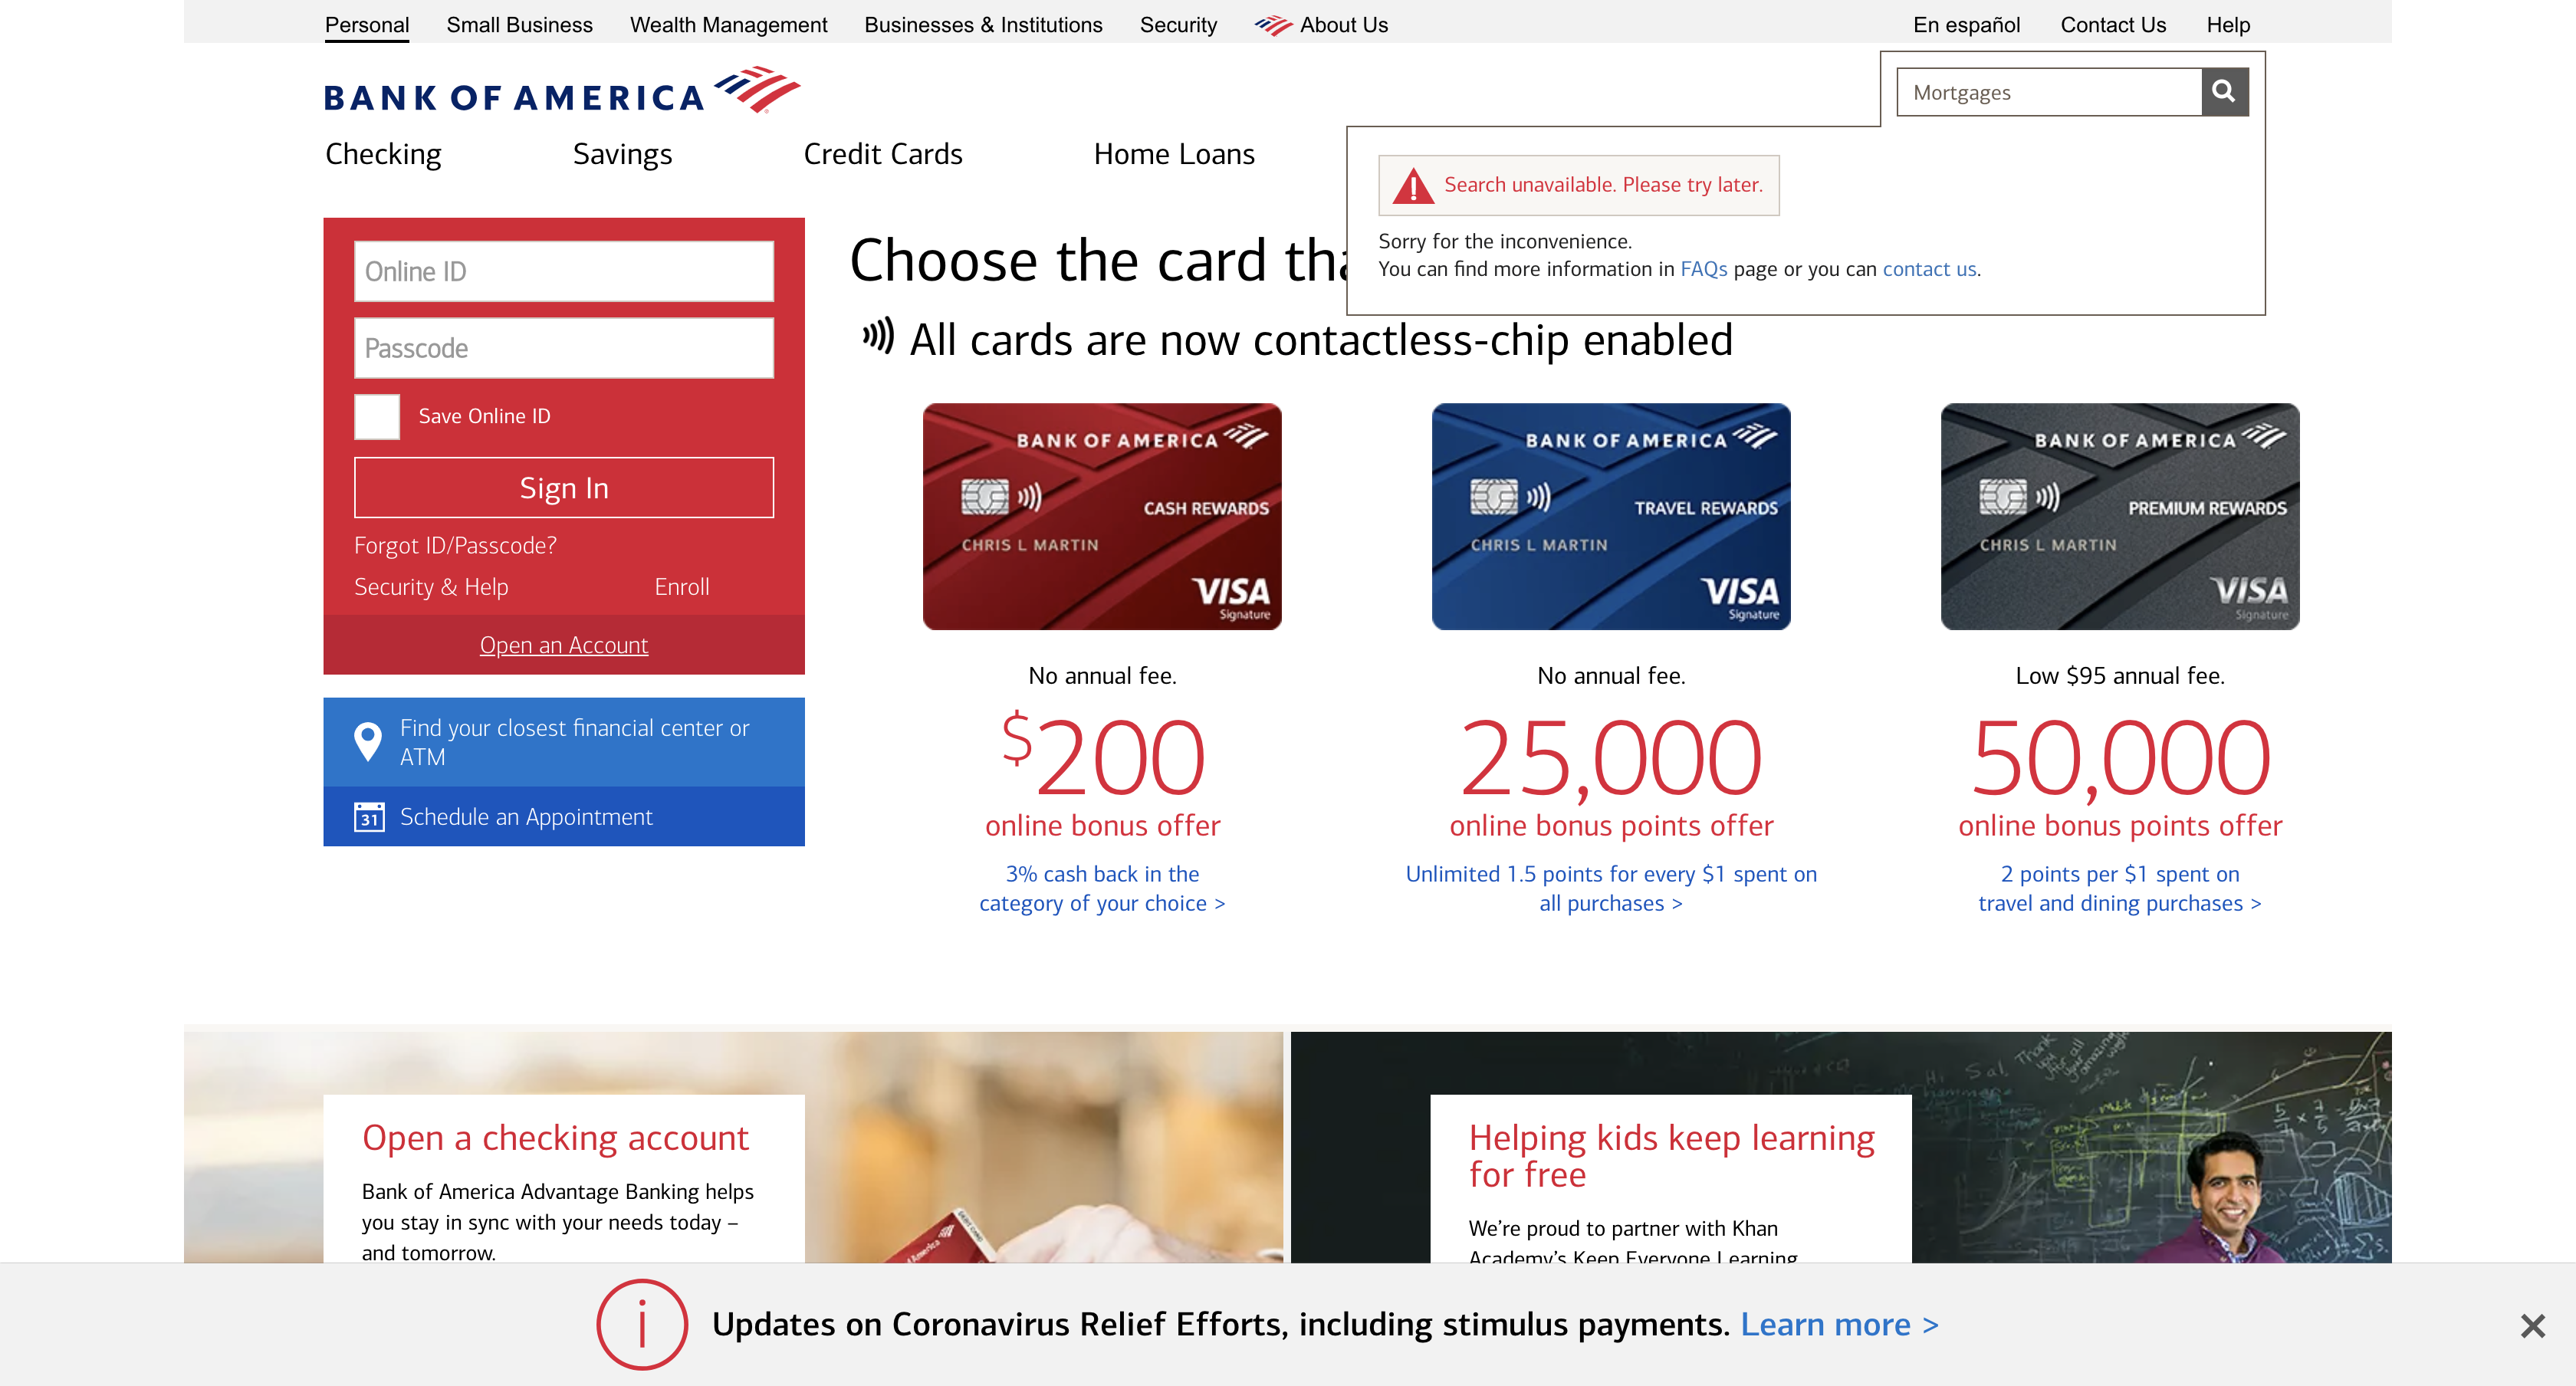 Personal Small Business Wealth Management Businesses & Institutions Security About Us En español Contact Us Help
BANK OF AMERICA
Mortgages
Checking Savings Credit Cards Home Loans
Search unavailable. Please try later.
Sorry for the inconvenience.
You can find more information in FAQs page or you can contact us.
Online ID
Passcode
Save Online ID
Sign In
Forgot ID/Passcode?
Security & Help Enroll
Open an Account
Find your closest financial center or
ATM
31 Schedule an Appointment
Choose the card
All cards are now contactless-chip enabled
BANK OF AMERICA
CASH REWARDS
CHRIS L MARTIN
VISA
Signature
No annual fee.
$200
online bonus offer
3% cash back in the
category of your choice >
BANK OF AMERICA
TRAVEL REWARDS
CHRIS L MARTIN
VISA
Signature
No annual fee.
25,000
online bonus points offer
Unlimited 1.5 points for every $1 spent on
all purchases >
BANK OF AMERICA
PREMIUM REWARDS
CHRIS L MARTIN
VISA
Signature
Low $95 annual fee.
50,000
online bonus points offer
2 points per $1 spent on
travel and dining purchases >
Open a checking account
Bank of America Advantage Banking helps
you stay in sync with your needs today –
and tomorrow.
Helping kids keep learning
for free
We're proud to partner with Khan
Academy's Keep Everyone Learning
Hi Sal,
Thank
you for all
Updates on Coronavirus Relief Efforts, including stimulus payments. Learn more >